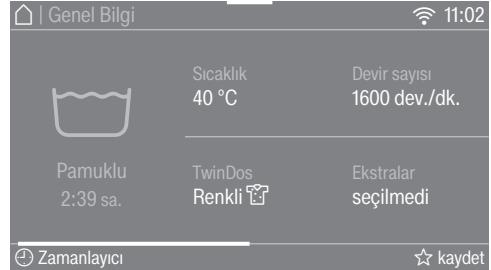 Genel Bilgi
11:02
Sıcaklık
40 °C
Devir sayısı
1600 dev./dk.
Pamuklu
2:39 sa.
TwinDos
Renkli
Ekstralar
seçilmedi
Zamanlayıcı
kaydet